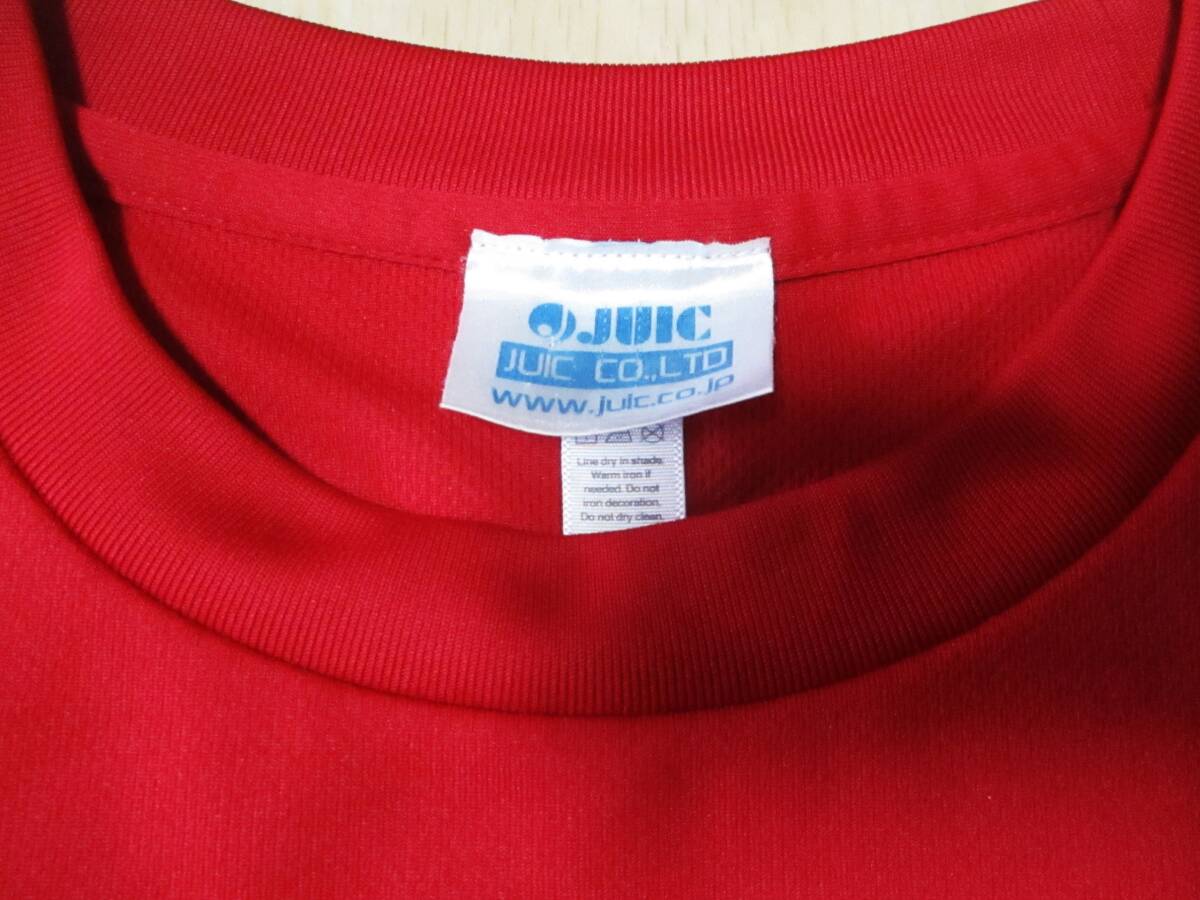 JUIC
JUIC CO.,LTD
www.juic.co.jp
Line dry in shade.
Warm iron if
needed. Do not
iron decoration.
Do not dry clean.